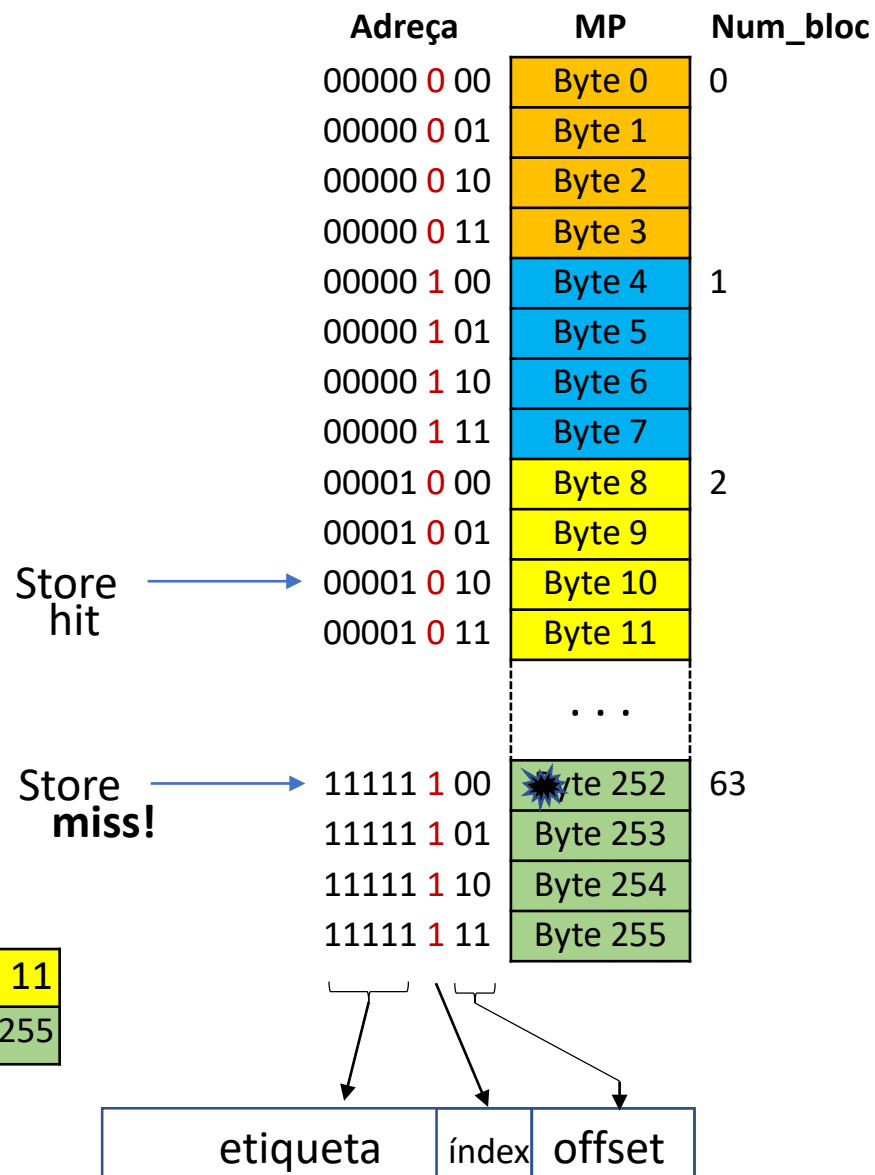 Adreça MP Num_bloc
00000 0 00 Byte 0 0
00000 0 01 Byte 1
00000 0 10 Byte 2
00000 0 11 Byte 3
00000 1 00 Byte 4 1
00000 1 01 Byte 5
00000 1 10 Byte 6
00000 1 11 Byte 7
00001 0 00 Byte 8 2
00001 0 01 Byte 9
Store
hit
00001 0 10 Byte 10
00001 0 11 Byte 11
. . .
Store
miss!
11111 1 00 yte 252 63
11111 1 01 Byte 253
11111 1 10 Byte 254
11111 1 11 Byte 255
11
255
etiqueta índex offset